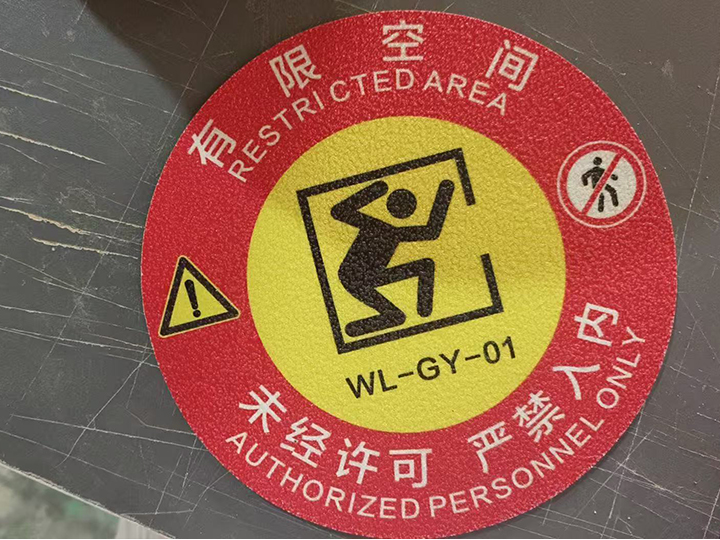 有限空间
RESTRICTED AREA
WL-GY-01
未经许可 严禁入内
AUTHORIZED PERSONNEL ONLY